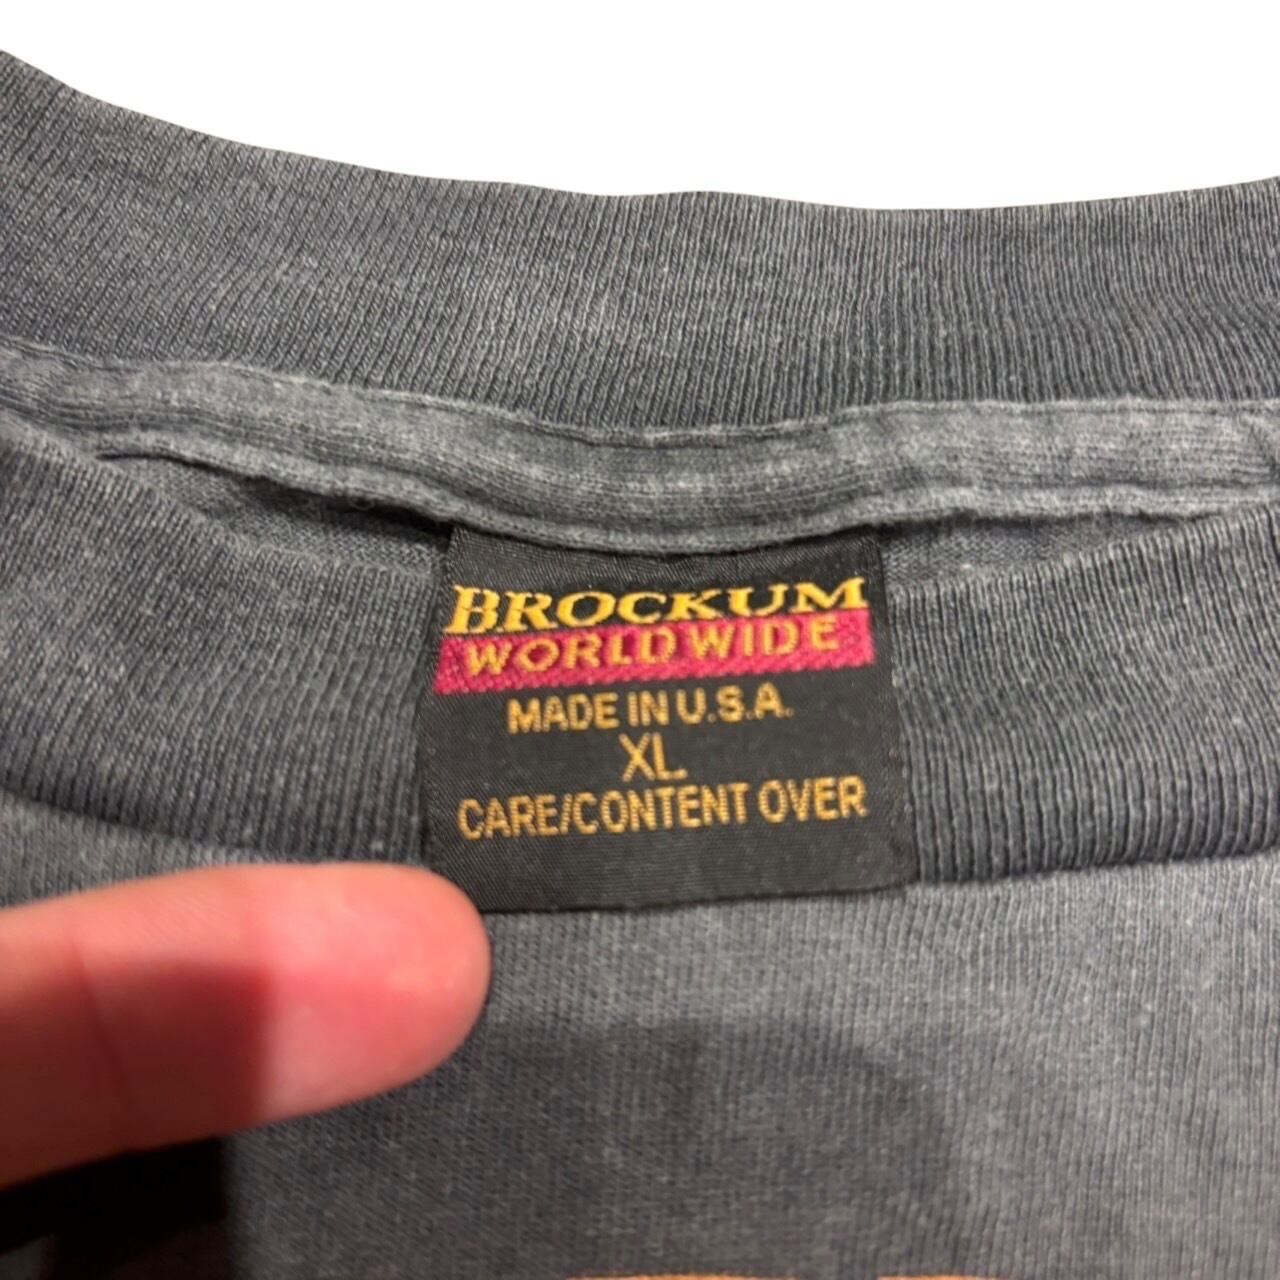 BROCKUM
WORLDWIDE
MADE IN U.S.A.
XL
CARE/CONTENT OVER